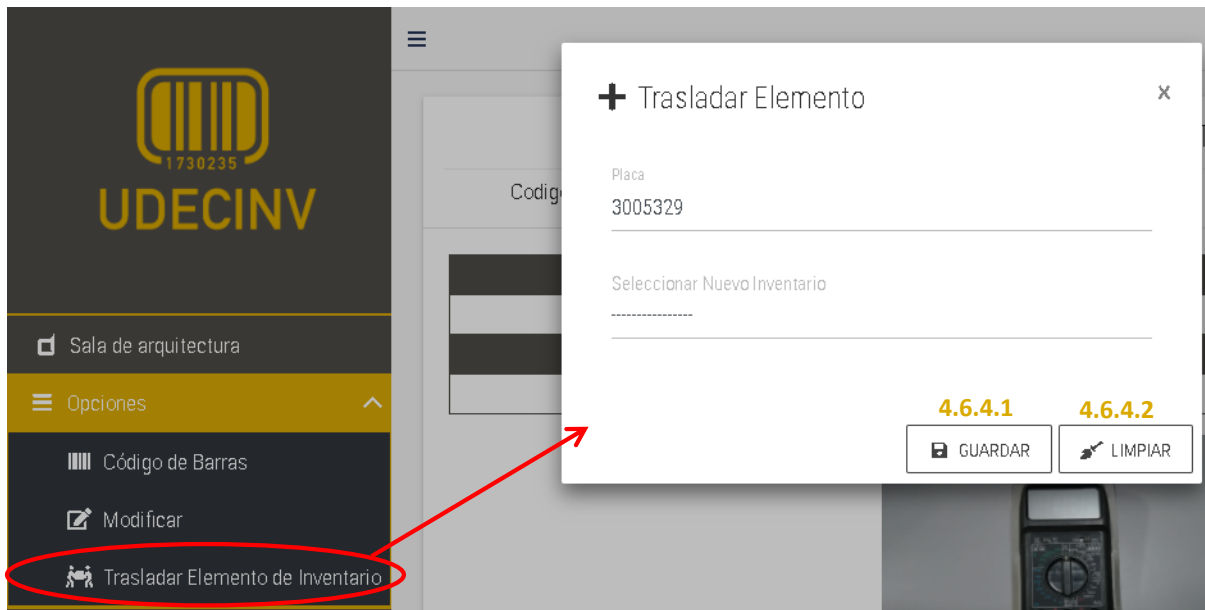 1730235
UDECINV
Sala de arquitectura
Opciones
Código de Barras
Modificar
Trasladar Elemento de Inventario
Codig
Trasladar Elemento
x
Placa
3005329
Seleccionar Nuevo Inventario
----------------
4.6.4.1
4.6.4.2
GUARDAR
LIMPIAR